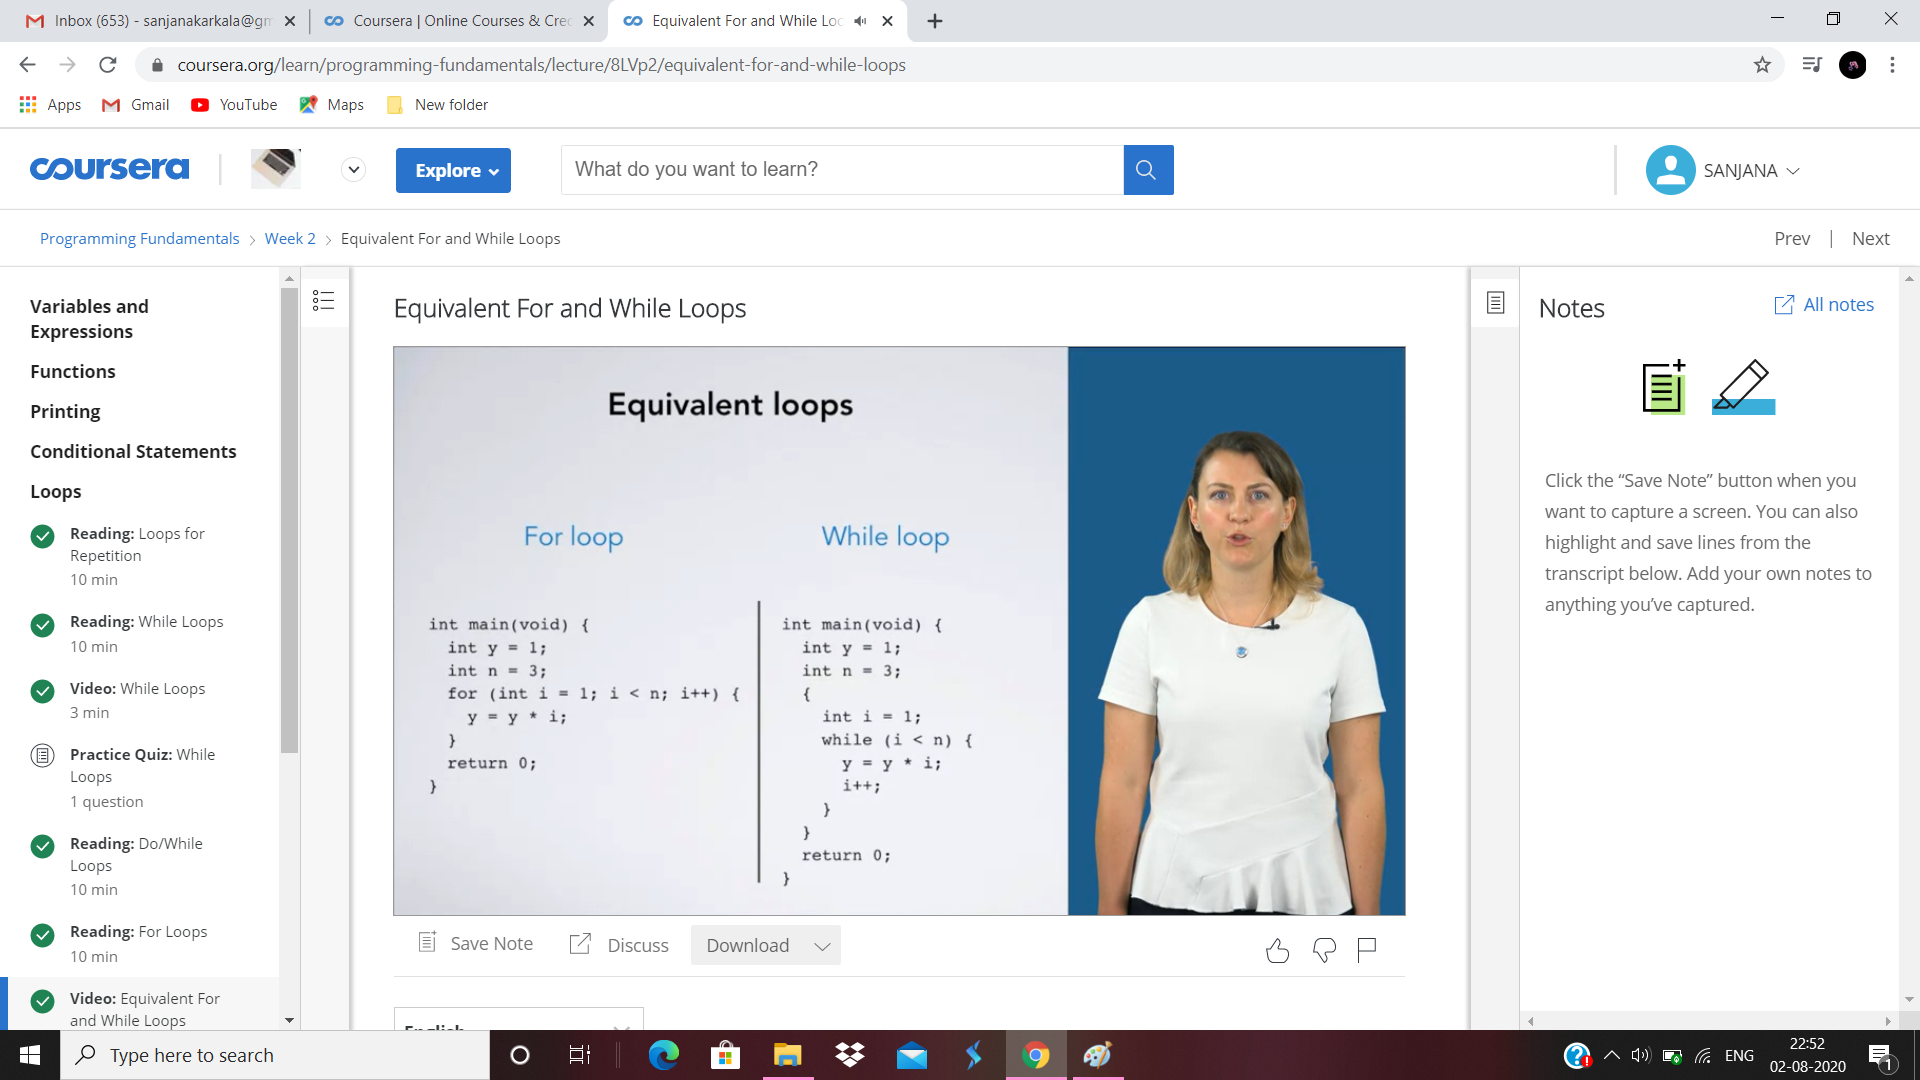 Inbox (653) - sanjanakarkala@gm
Coursera | Online Courses & Cred
Equivalent For and While Loo
coursera.org/learn/programming-fundamentals/lecture/8LVp2/equivalent-for-and-while-loops
Apps
Gmail
YouTube
Maps
New folder
coursera
Explore
What do you want to learn?
SANJANA
Programming Fundamentals > Week 2 > Equivalent For and While Loops
Prev | Next
Variables and
Expressions
Functions
Printing
Conditional Statements
Loops
Reading: Loops for
Repetition
10 min
Reading: While Loops
10 min
Video: While Loops
3 min
Practice Quiz: While
Loops
1 question
Reading: Do/While
Loops
10 min
Reading: For Loops
10 min
Video: Equivalent For
and While Loops
Equivalent For and While Loops
Equivalent loops
For loop
int main(void) {
int y = 1;
int n = 3;
for (int i = 1; i < n; i++) {
y = y * i;
}
return 0;
}
While loop
int main(void) {
int y = 1;
int n = 3;
{
int i = 1;
while (i < n) {
y = y * i;
i++;
}
}
return 0;
}
Save Note
Discuss
Download
English
Notes
All notes
Click the “Save Note” button when you
want to capture a screen. You can also
highlight and save lines from the
transcript below. Add your own notes to
anything you’ve captured.
Type here to search
ENG
22:52
02-08-2020
1